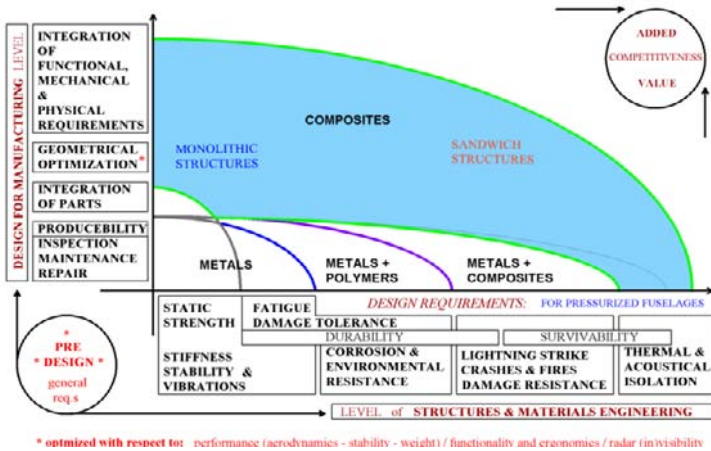 DESIGN FOR MANUFACTURING LEVEL
INTEGRATION
OF
FUNCTIONAL,
MECHANICAL
&
PHYSICAL
REQUIREMENTS
GEOMETRICAL
OPTIMIZATION*
INTEGRATION
OF PARTS
PRODUCIBILITY
INSPECTION
MAINTENANCE
REPAIR
COMPOSITES
MONOLITHIC
STRUCTURES
SANDWICH
STRUCTURES
METALS
METALS +
POLYMERS
METALS +
COMPOSITES
ADDED
COMPETITIVENESS
VALUE
DESIGN REQUIREMENTS: FOR PRESSURIZED FUSELAGES
STATIC
STRENGTH
FATIGUE
DAMAGE TOLERANCE
DURABILITY
SURVIVABILITY
STIFFNESS
STABILITY &
VIBRATIONS
CORROSION &
ENVIRONMENTAL
RESISTANCE
LIGHTNING STRIKE
CRASHES & FIRES
DAMAGE RESISTANCE
THERMAL &
ACOUSTICAL
ISOLATION
*
PRE
* DESIGN *
general
req.s
LEVEL of STRUCTURES & MATERIALS ENGINEERING
* optmized with respect to: performance (aerodynamics - stability - weight) / functionality and ergonomics / radar (in)visibility